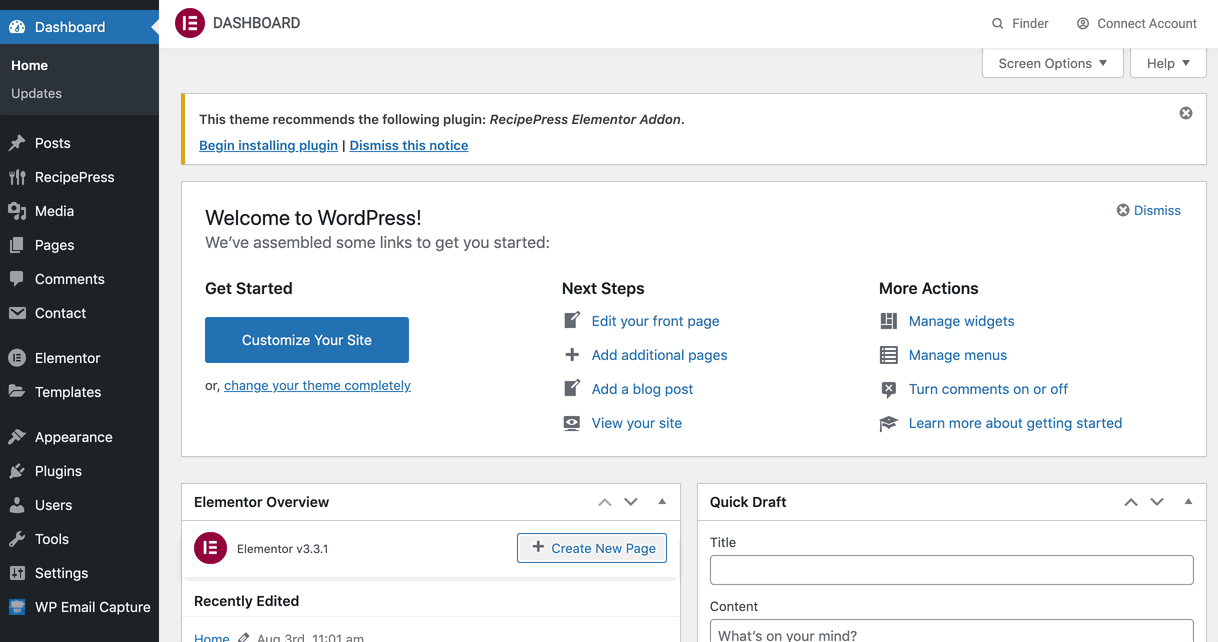 Dashboard
Home
Updates
Posts
RecipePress
Media
Pages
Comments
Contact
Elementor
Templates
Appearance
Plugins
Users
Tools
Settings
WP Email Capture
DASHBOARD
Finder
Connect Account
Screen Options ▼
Help ▼
This theme recommends the following plugin: RecipePress Elementor Addon.
Begin installing plugin | Dismiss this notice
Welcome to WordPress!
Dismiss
We've assembled some links to get you started:
Get Started
Customize Your Site
or, change your theme completely
Next Steps
Edit your front page
Add additional pages
Add a blog post
View your site
More Actions
Manage widgets
Manage menus
Turn comments on or off
Learn more about getting started
Elementor Overview
Elementor v3.3.1
+ Create New Page
Recently Edited
Home Aug 3rd, 11:01 am
Quick Draft
Title
Content
What's on your mind?